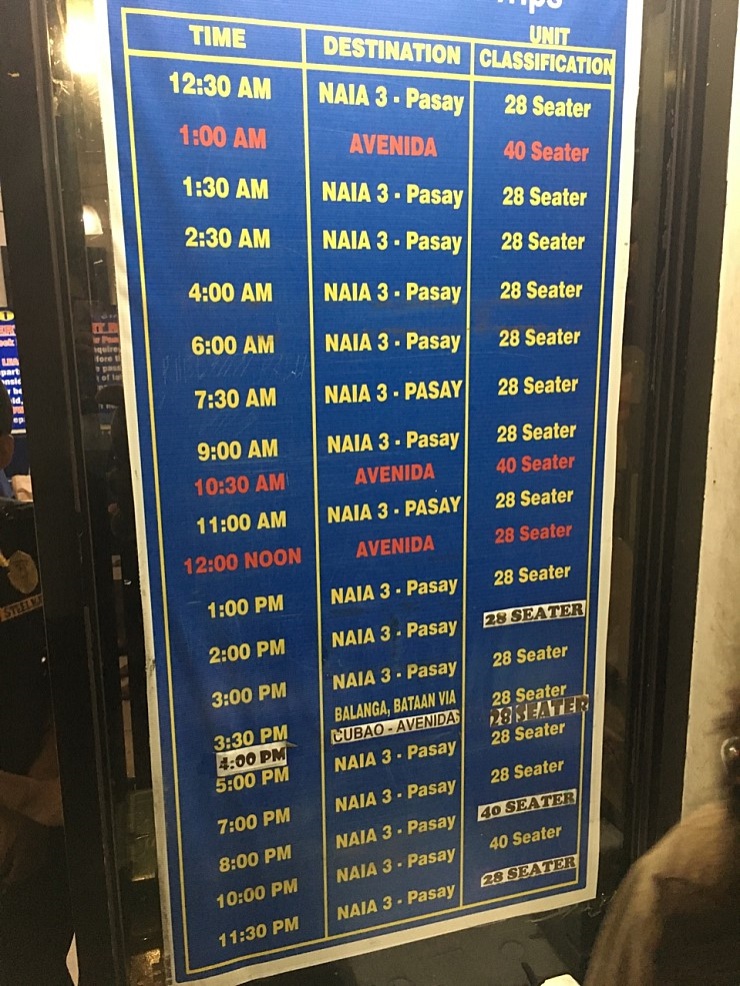 TIME DESTINATION UNIT CLASSIFICATION
12:30 AM NAIA 3 - Pasay 28 Seater
1:00 AM AVENIDA 40 Seater
1:30 AM NAIA 3 - Pasay 28 Seater
2:30 AM NAIA 3 - Pasay 28 Seater
4:00 AM NAIA 3 - Pasay 28 Seater
6:00 AM NAIA 3 - Pasay 28 Seater
7:30 AM NAIA 3 - PASAY 28 Seater
9:00 AM NAIA 3 - Pasay 28 Seater
10:30 AM AVENIDA 40 Seater
11:00 AM NAIA 3 - PASAY 28 Seater
12:00 NOON AVENIDA 28 Seater
1:00 PM NAIA 3 - Pasay 28 Seater
2:00 PM NAIA 3 - Pasay 28 SEATER
3:00 PM NAIA 3 - Pasay 28 Seater
3:30 PM BALANGA, BATAAN VIA 28 Seater
4:00 PM CUBAO - AVENIDA 28 SEATER
5:00 PM NAIA 3 - Pasay 28 Seater
7:00 PM NAIA 3 - Pasay 28 Seater
8:00 PM NAIA 3 - Pasay 40 SEATER
10:00 PM NAIA 3 - Pasay 40 Seater
11:30 PM NAIA 3 - Pasay 28 SEATER